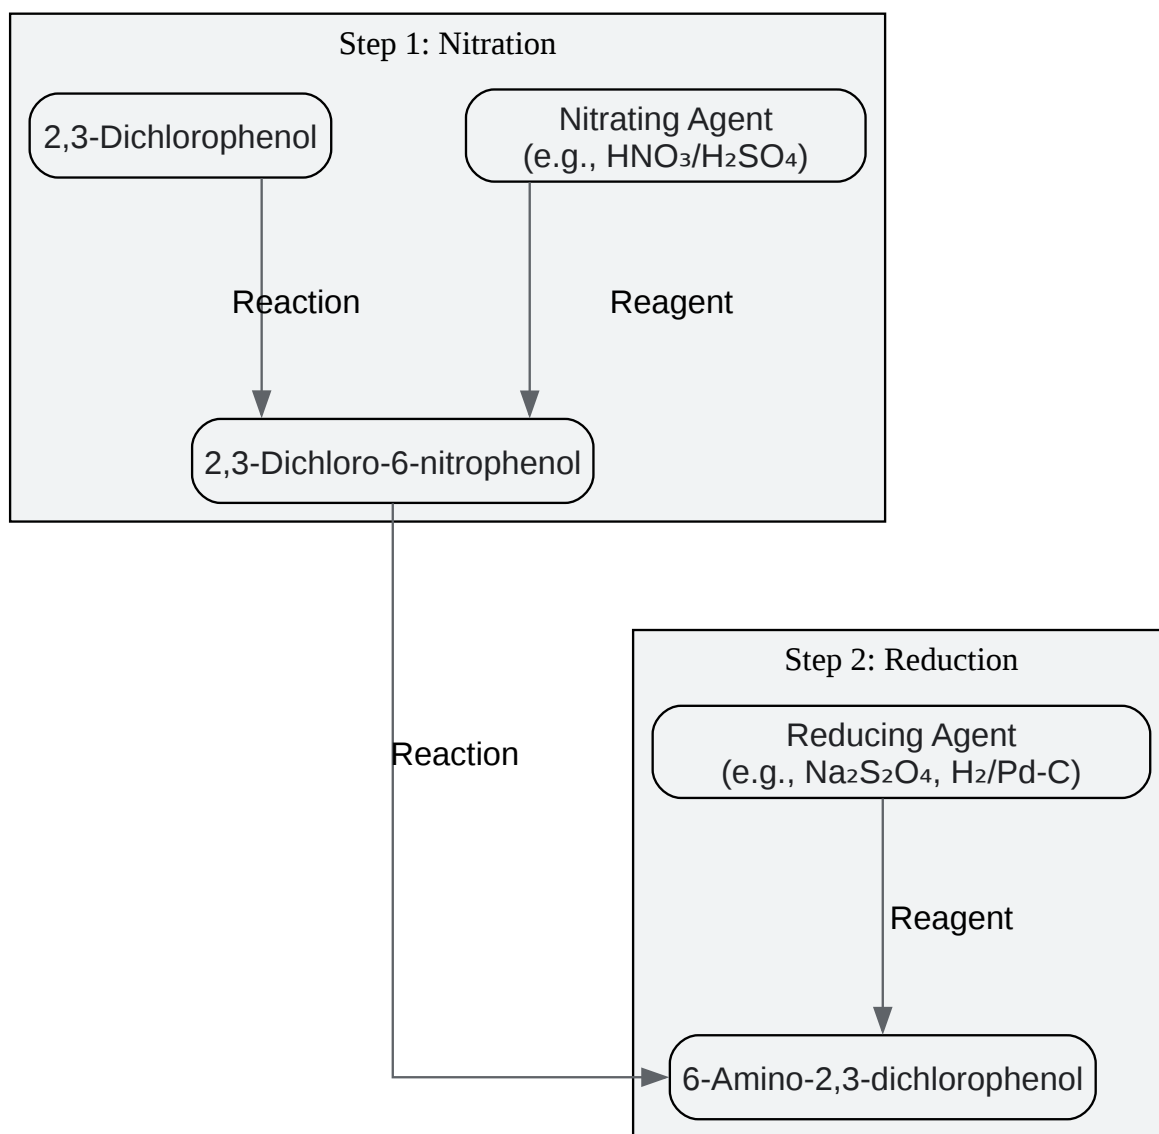 Step 1: Nitration
2,3-Dichlorophenol
Nitrating Agent
(e.g., HNO₃/H₂SO₄)
Reaction
Reagent
2,3-Dichloro-6-nitrophenol
Step 2: Reduction
Reducing Agent
(e.g., Na₂S₂O₄, H₂/Pd-C)
Reaction
Reagent
6-Amino-2,3-dichlorophenol